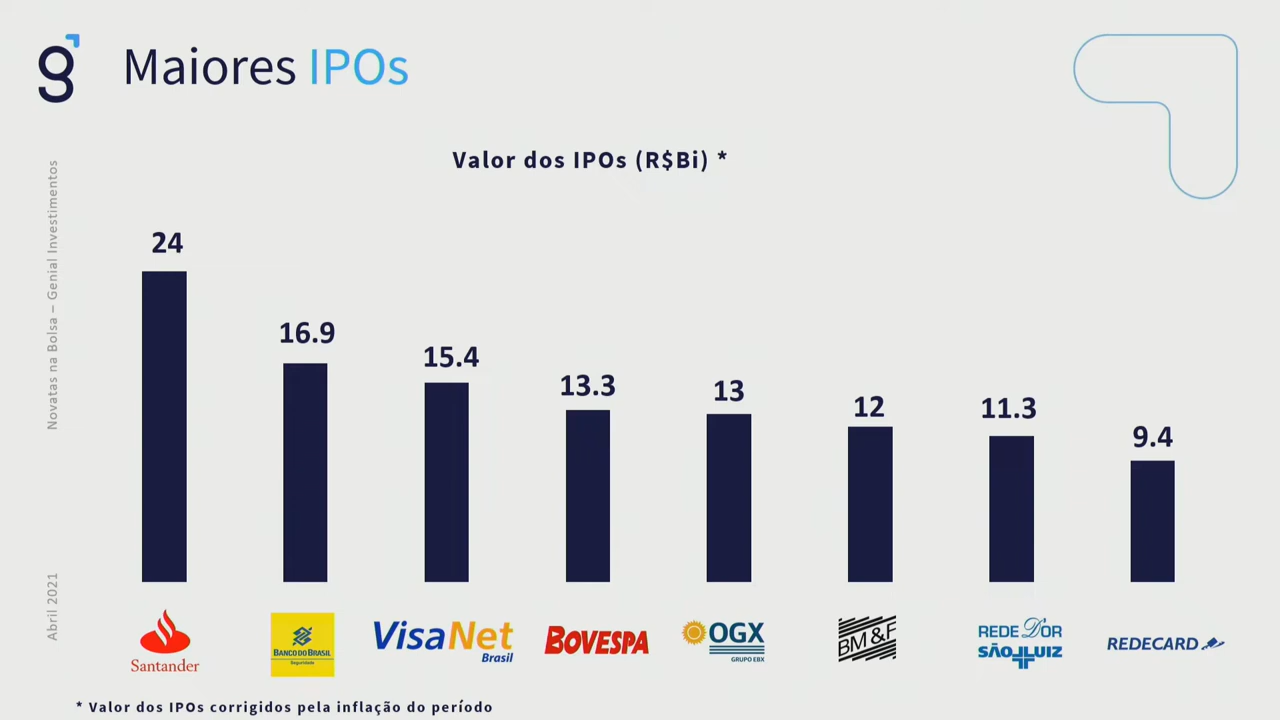 g
Maiores IPOs
Valor dos IPOs (R$Bi) *
Novatas na Bolsa – Genial Investimentos
Abril 2021
24
16.9
15.4
13.3
13
12
11.3
9.4
Santander
BANCO DO BRASIL
Seguridade
VisaNet
Brasil
BOVESPA
OGX
GRUPO EBX
BM&F
REDE D'OR
SÃO LUIZ
REDECARD
* Valor dos IPOs corrigidos pela inflação do período